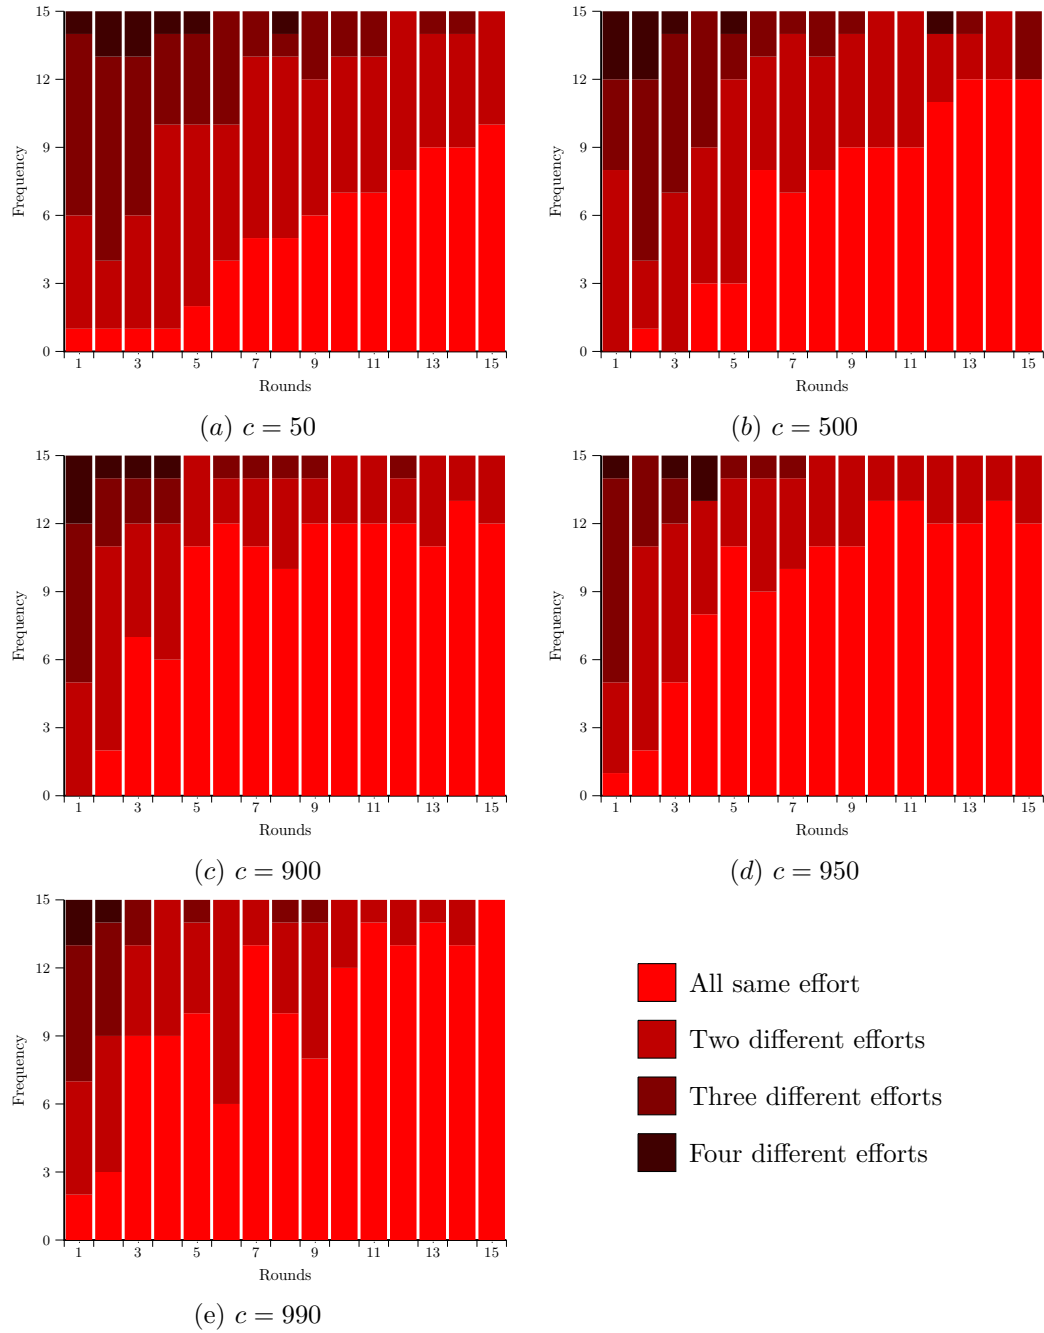 15
12
9
6
3
0
Frequency
1 3 5 7 9 11 13 15
Rounds
(a) c = 50
15
12
9
6
3
0
Frequency
1 3 5 7 9 11 13 15
Rounds
(b) c = 500
15
12
9
6
3
0
Frequency
1 3 5 7 9 11 13 15
Rounds
(c) c = 900
15
12
9
6
3
0
Frequency
1 3 5 7 9 11 13 15
Rounds
(d) c = 950
15
12
9
6
3
0
Frequency
1 3 5 7 9 11 13 15
Rounds
(e) c = 990
All same effort
Two different efforts
Three different efforts
Four different efforts